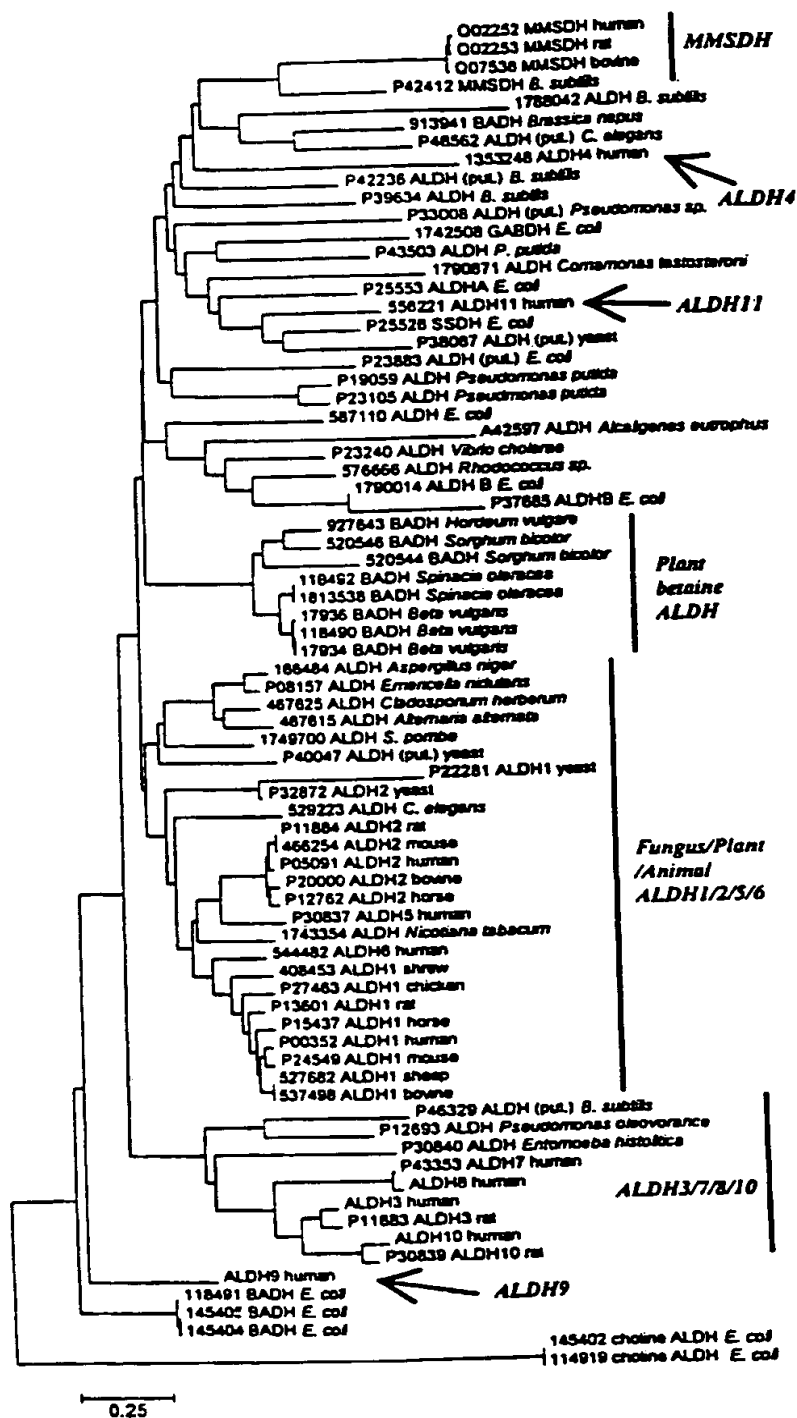 Q02252 MMSDH human
Q02253 MMSDH rat
Q07536 MMSDH bovine
MMSDH
P42412 MMSDH B. subtilis
1788042 ALDH B. subtilis
913941 BADH Brassica napus
P46562 ALDH (put.) C. elegans
1353248 ALDH4 human
ALDH4
P42236 ALDH (put.) B. subtilis
P39634 ALDH B. subtilis
P33008 ALDH (put.) Pseudomonas sp.
1742508 GABDH E. coli
P43503 ALDH P. putida
1790871 ALDH Comamonas testosteroni
P25553 ALDHA E. coli
556221 ALDH11 human
ALDH11
P25526 SSDH E. coli
P38067 ALDH (put.) yeast
P23883 ALDH (put.) E. coli
P19059 ALDH Pseudomonas putida
P23105 ALDH Pseudmonas putida
587110 ALDH E. coli
A42597 ALDH Alcaligenes eutrophus
P23240 ALDH Vibrio cholerae
576666 ALDH Rhodococcus sp.
1790014 ALDH B E. coli
P37685 ALDHB E. coli
927643 BADH Hordeum vulgare
520546 BADH Sorghum bicolor
520544 BADH Sorghum bicolor
118492 BADH Spinacia oleracea
1813538 BADH Spinacia oleracea
17936 BADH Beta vulgaris
118490 BADH Beta vulgaris
17934 BADH Beta vulgaris
Plant
betaine
ALDH
166484 ALDH Aspergillus niger
P08157 ALDH Emericella nidulans
467625 ALDH Cladosporum herberum
467615 ALDH Alternaria alternata
1749700 ALDH S. pombe
P40047 ALDH (put.) yeast
P22281 ALDH1 yeast
P32872 ALDH2 yeast
529223 ALDH C. elegans
P11884 ALDH2 rat
466254 ALDH2 mouse
P05091 ALDH2 human
P20000 ALDH2 bovine
P12762 ALDH2 horse
P30837 ALDH5 human
1743354 ALDH Nicotiana tabacum
544482 ALDH6 human
408453 ALDH1 shrew
P27463 ALDH1 chicken
P13601 ALDH1 rat
P15437 ALDH1 horse
P00352 ALDH1 human
P24549 ALDH1 mouse
527682 ALDH1 sheep
537498 ALDH1 bovine
Fungus/Plant
/Animal
ALDH1/2/5/6
P46329 ALDH (put.) B. subtilis
P12693 ALDH Pseudomonas oleovorance
P30840 ALDH Entomoeba histolitica
P43353 ALDH7 human
ALDH8 human
ALDH3 human
P11883 ALDH3 rat
ALDH10 human
P30839 ALDH10 rat
ALDH3/7/8/10
ALDH9 human
ALDH9
118491 BADH E. coli
145405 BADH E. coli
145404 BADH E. coli
145402 choline ALDH E. coli
114919 choline ALDH E. coli
0.25